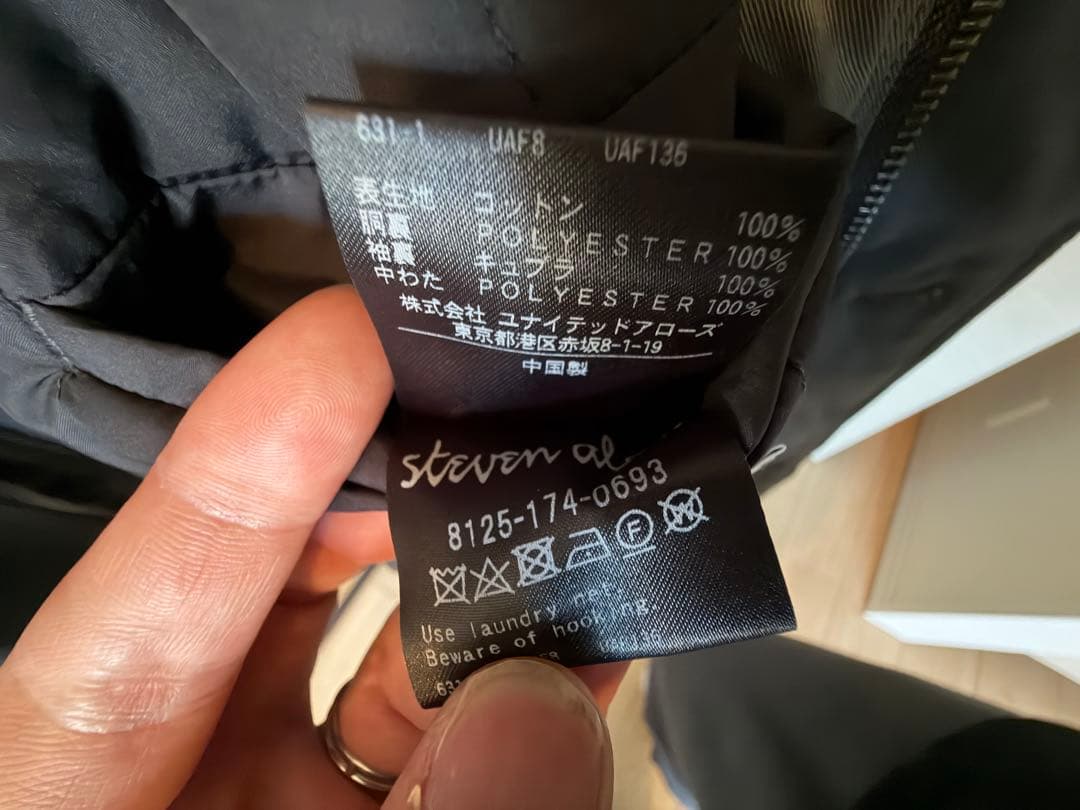 631-1 UAF8 UAF136
表生地 コットン 100%
胴裏 POLYESTER 100%
袖裏 キュプラ 100%
中わた POLYESTER 100%
株式会社 ユナイテッドアローズ
東京都港区赤坂8-1-19
中国製
steven
8125-174-0693
F
W
Use laundry net.
Beware of hooking.